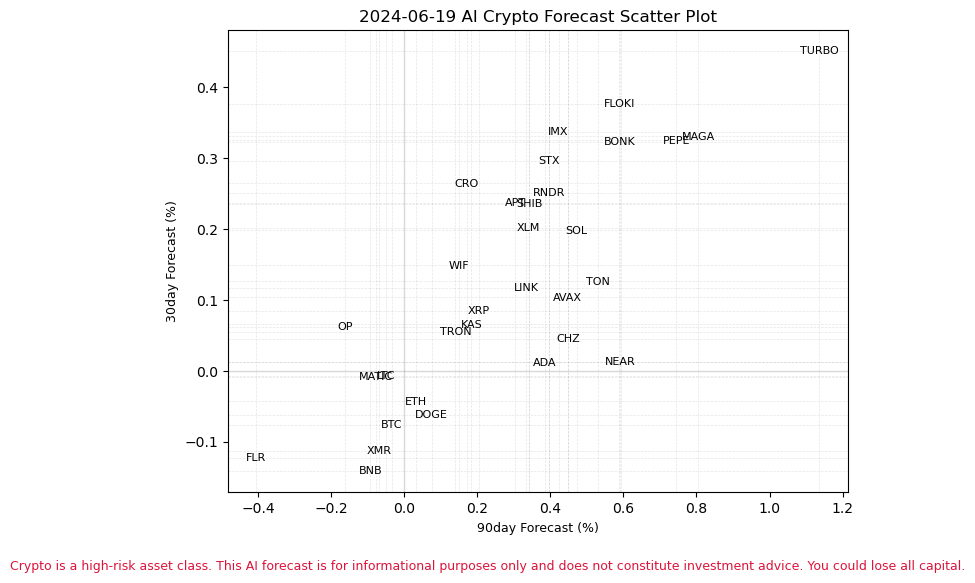 2024-06-19 AI Crypto Forecast Scatter Plot
TURBO
0.4
FLOKI
IMX
MAGA
PEPE
BONK
0.3
STX
CRO
RNDR
APT
SHIB
0.2
XLM
SOL
WIF
TON
LINK
0.1
AVAX
XRP
KAS
OP
TRON
CHZ
NEAR
ADA
0.0
MATIC
LTC
ETH
DOGE
BTC
−0.1
XMR
FLR
BNB
30day Forecast (%)
−0.4 −0.2 0.0 0.2 0.4 0.6 0.8 1.0 1.2
90day Forecast (%)
Crypto is a high-risk asset class. This AI forecast is for informational purposes only and does not constitute investment advice. You could lose all capital.